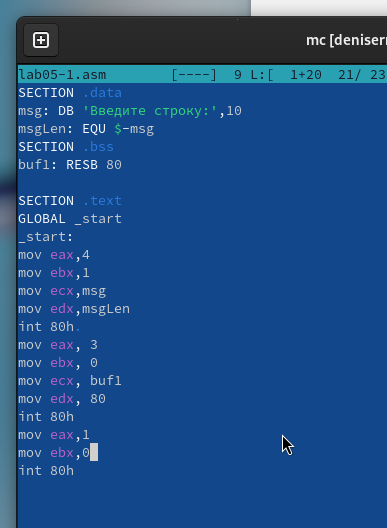 mc [deniser
lab05-1.asm [----] 9 L:[ 1+20 21/ 23
SECTION .data
msg: DB 'Введите строку:',10
msgLen: EQU $-msg
SECTION .bss
buf1: RESB 80
SECTION .text
GLOBAL _start
_start:
mov eax,4
mov ebx,1
mov ecx,msg
mov edx,msgLen
int 80h.
mov eax, 3
mov ebx, 0
mov ecx, buf1
mov edx, 80
int 80h
mov eax,1
mov ebx,0
int 80h